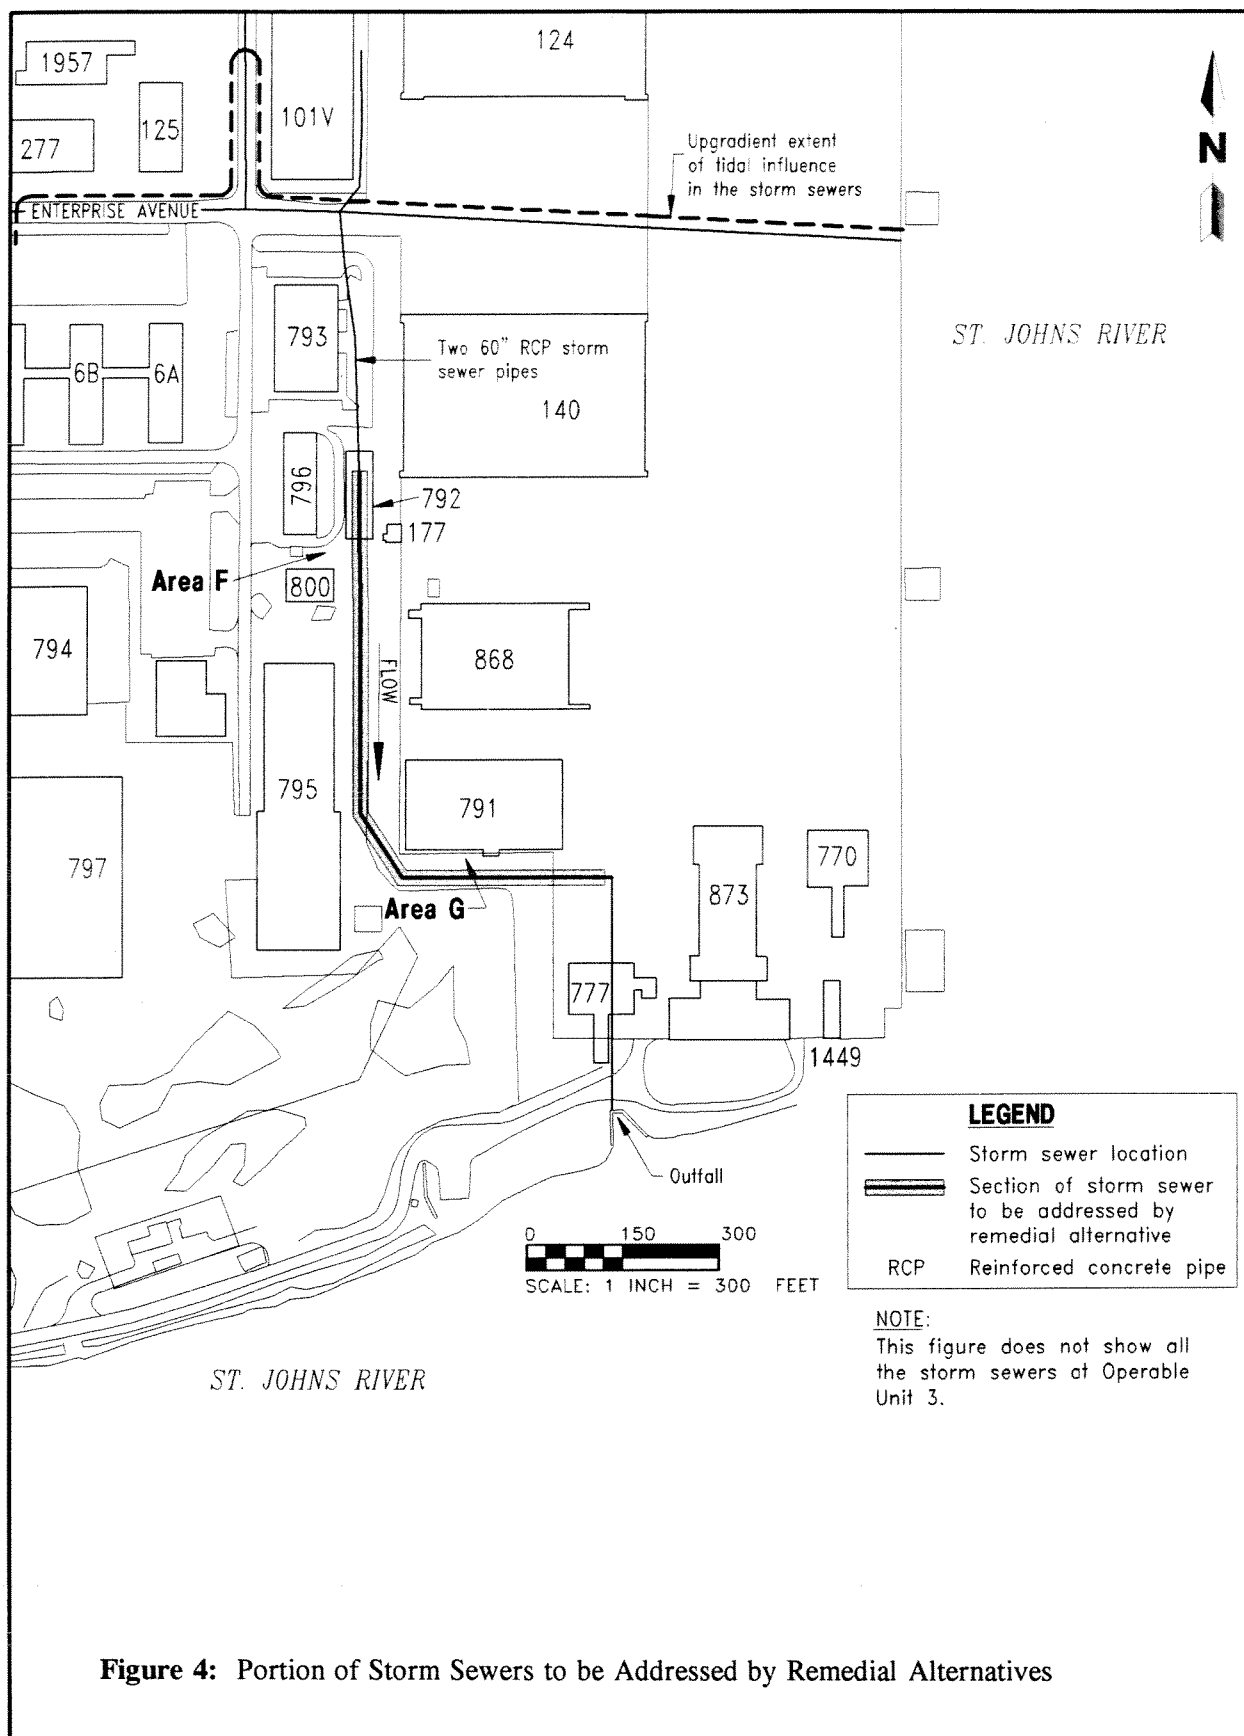 124
1957
101V
125
277
Upgradient extent
of tidal influence
in the storm sewers
N
ENTERPRISE AVENUE
ST. JOHNS RIVER
793
Two 60" RCP storm
sewer pipes
6B
6A
140
796
792
177
Area F
800
794
868
FLOW
795
791
797
770
873
Area G
777
1449
LEGEND
Storm sewer location
Section of storm sewer
to be addressed by
remedial alternative
RCP Reinforced concrete pipe
Outfall
0 150 300
SCALE: 1 INCH = 300 FEET
NOTE:
This figure does not show all
the storm sewers at Operable
Unit 3.
ST. JOHNS RIVER
Figure 4: Portion of Storm Sewers to be Addressed by Remedial Alternatives